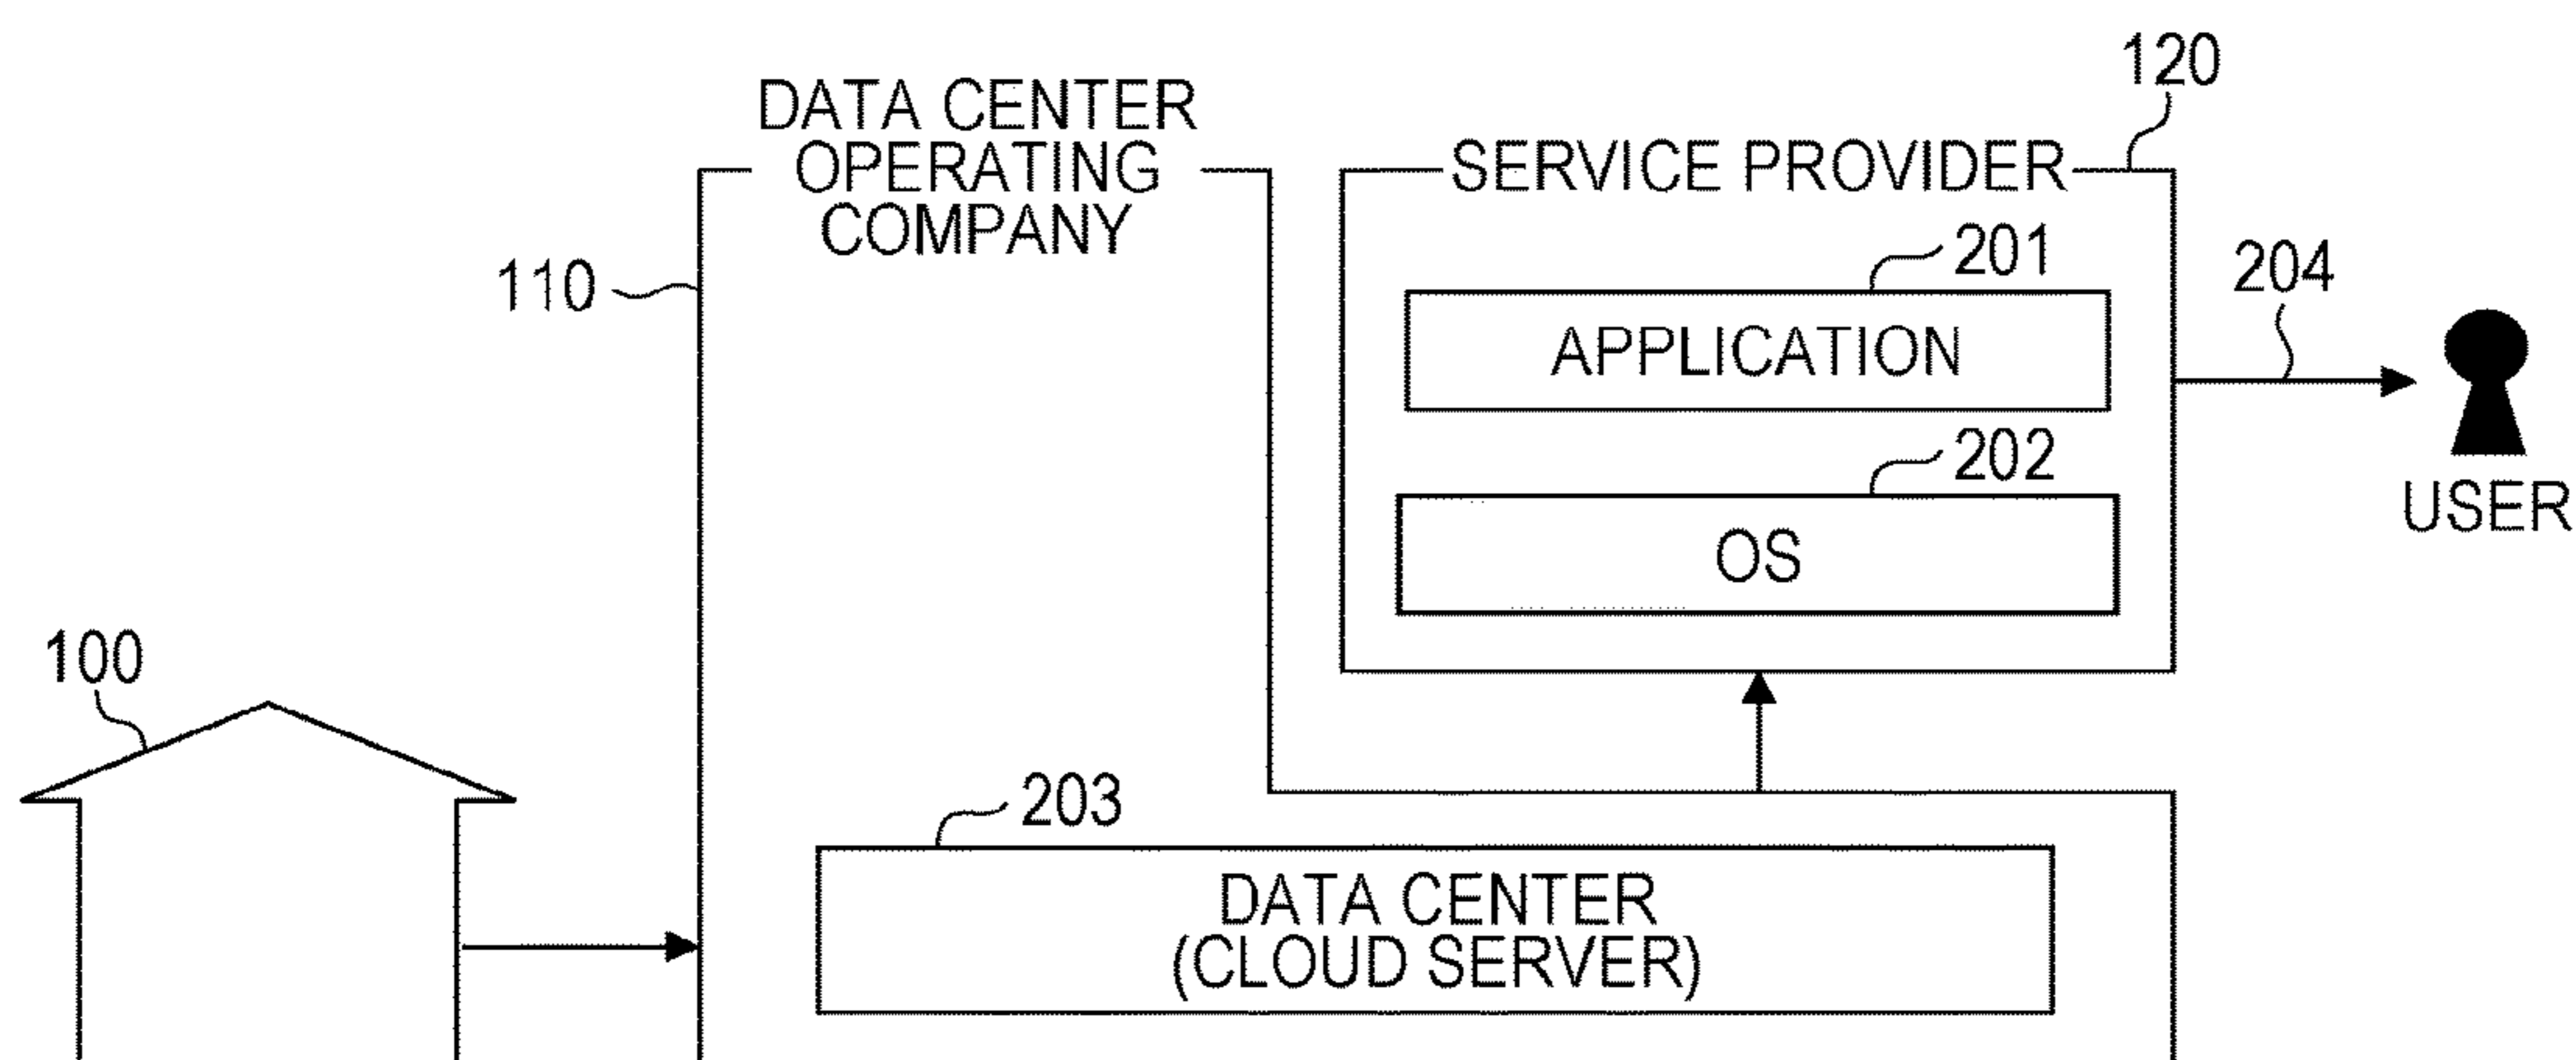 120
DATA CENTER
OPERATING
COMPANY
SERVICE PROVIDER
110
201
204
APPLICATION
202
USER
OS
100
203
DATA CENTER
(CLOUD SERVER)